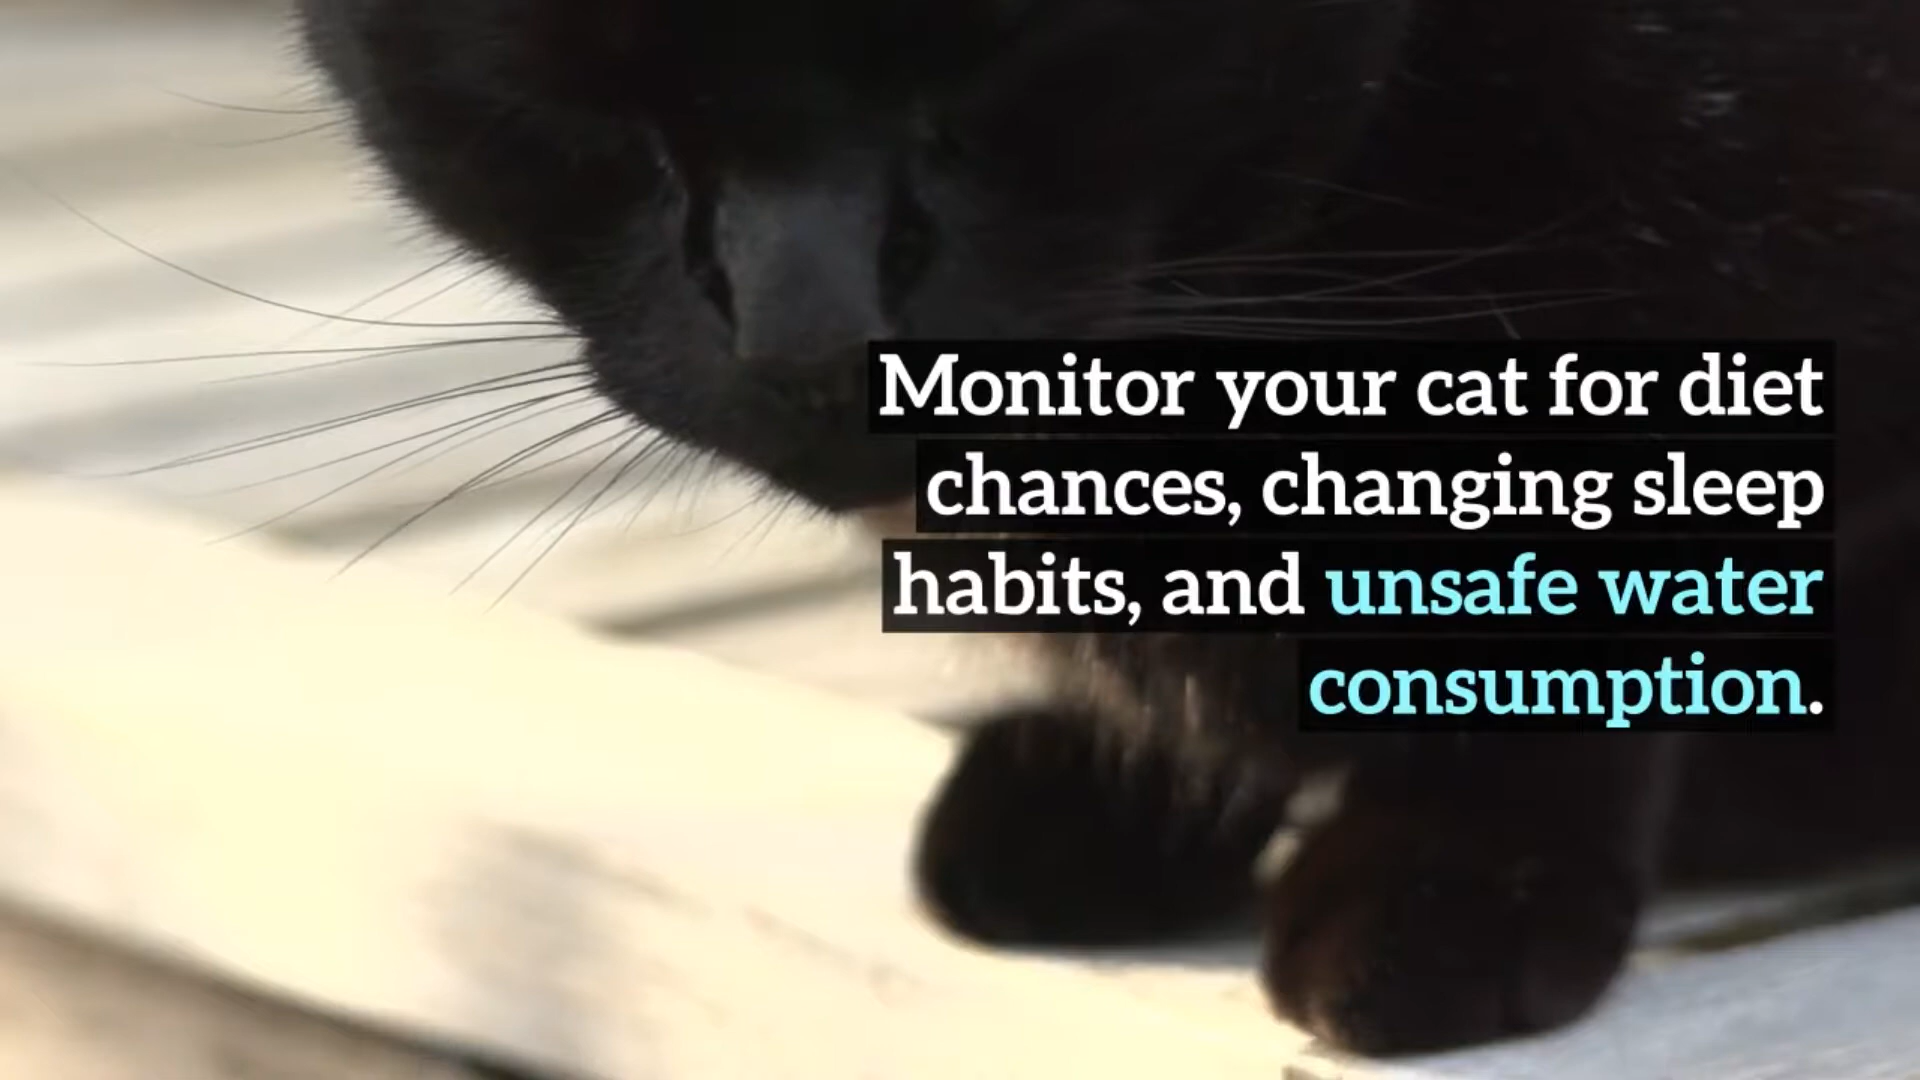 Monitor your cat for diet
chances, changing sleep
habits, and unsafe water
consumption.